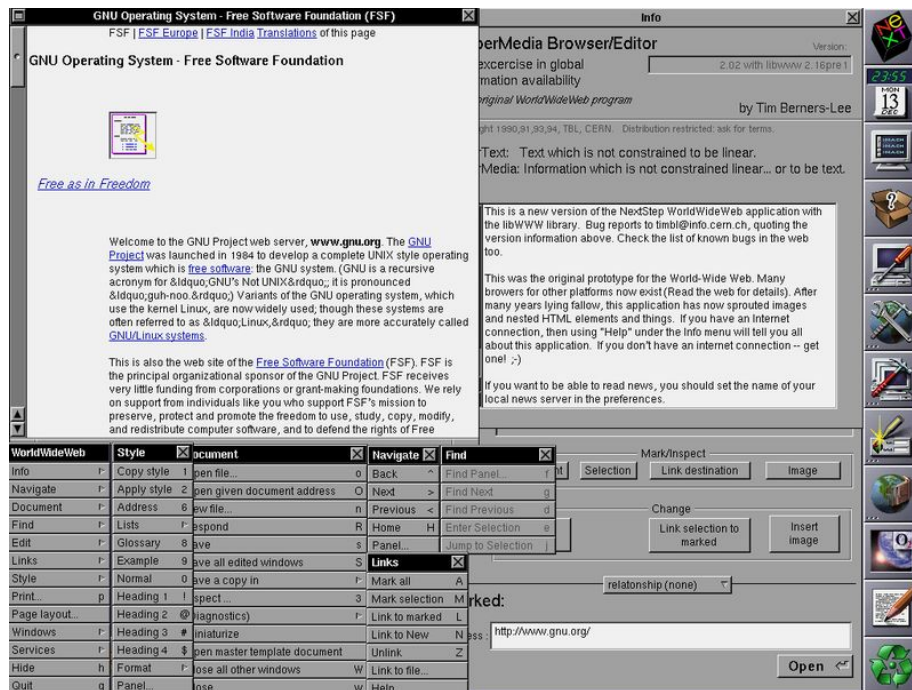 GNU Operating System - Free Software Foundation (FSF)
FSF | FSF Europe | FSF India Translations of this page
GNU Operating System - Free Software Foundation
Free as in Freedom
Welcome to the GNU Project web server, www.gnu.org. The GNU
Project was launched in 1984 to develop a complete UNIX style operating
system which is free software: the GNU system. (GNU is a recursive
acronym for &ldquo;GNU's Not UNIX&rdquo;; it is pronounced
&ldquo;guh-noo.&rdquo;) Variants of the GNU operating system, which
use the kernel Linux, are now widely used; though these systems are
often referred to as &ldquo;Linux,&rdquo; they are more accurately called
GNU/Linux systems.
This is also the web site of the Free Software Foundation (FSF). FSF is
the principal organizational sponsor of the GNU Project. FSF receives
very little funding from corporations or grant-making foundations. We rely
on support from individuals like you who support FSF's mission to
preserve, protect and promote the freedom to use, study, copy, modify,
and redistribute computer software, and to defend the rights of Free
Info
perMedia Browser/Editor
Version:
excercise in global
2.02 with libwww 2.16pre1
rmation availability
original WorldWideWeb program
by Tim Berners-Lee
ght 1990,91,93,94, TBL, CERN. Distribution restricted: ask for terms.
rText: Text which is not constrained to be linear.
erMedia: Information which is not constrained linear... or to be text.
This is a new version of the NextStep WorldWideWeb application with
the libWWW library. Bug reports to timbl@info.cern.ch, quoting the
version information above. Check the list of known bugs in the web
too.
This was the original prototype for the World-Wide Web. Many
browsers for other platforms now exist(Read the web for details). After
many years lying fallow, this application has now sprouted images
and nested HTML elements and things. If you have an Internet
connection, then using "Help" under the Info menu will tell you all
about this application. If you don't have an internet connection -- get
one! ;-)
If you want to be able to read news, you should set the name of your
local news server in the preferences.
23:55
MON
13
DEC
WorldWideWeb
Info
Navigate
Document
Find
Edit
Links
Style
Print... p
Page layout...
Windows
Services
Hide h
Quit q
Style
Copy style 1
Apply style 2
Address 6
Lists
Glossary 8
Example 9
Normal 0
Heading 1 !
Heading 2 @
Heading 3 #
Heading 4 $
Format
Panel...
ocument
pen file... o
pen given document address O
ew file... n
espond R
ave s
ave all edited windows S
ave a copy in
spect ... 3
iagnostics)
iniaturize
pen master template document
lose all other windows W
lose w
Navigate
Back ^
Next >
Previous <
Home H
Panel...
Find
Find Panel... f
Find Next g
Find Previous d
Enter Selection e
Jump to Selection j
Links
Mark all A
Mark selection M
Link to marked L
Link to New N
Unlink Z
Link to file...
Help
Mark/Inspect
Selection
Link destination
Image
Change
Link selection to
marked
Insert
image
relatonship (none)
rked:
ess :
http://www.gnu.org/
Open